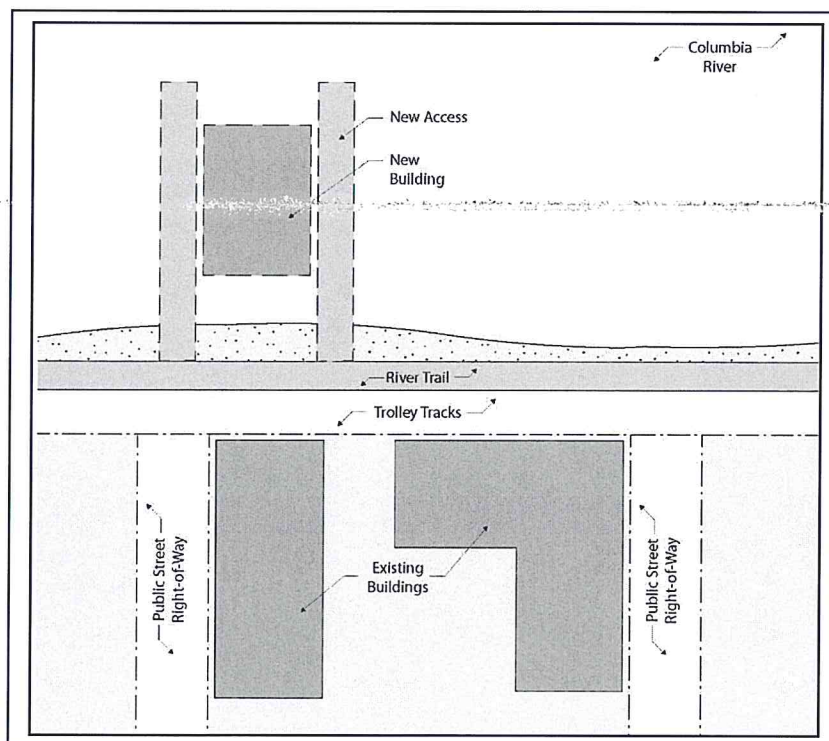 Columbia
River
New Access
New
Building
River Trail
Trolley Tracks
Public Street
Right-of-Way
Existing
Buildings
Public Street
Right-of-Way